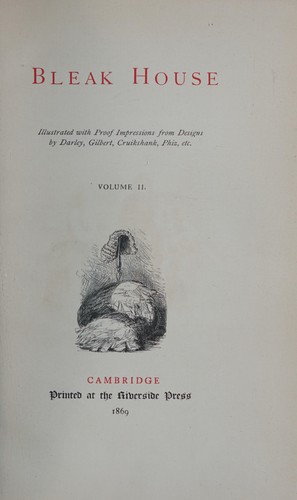 BLEAK HOUSE
Illustrated with Proof Impressions from Designs
by Darley, Gilbert, Cruikshank, Phiz, etc.
VOLUME II.
CAMBRIDGE
Printed at the Riverside Press
1869